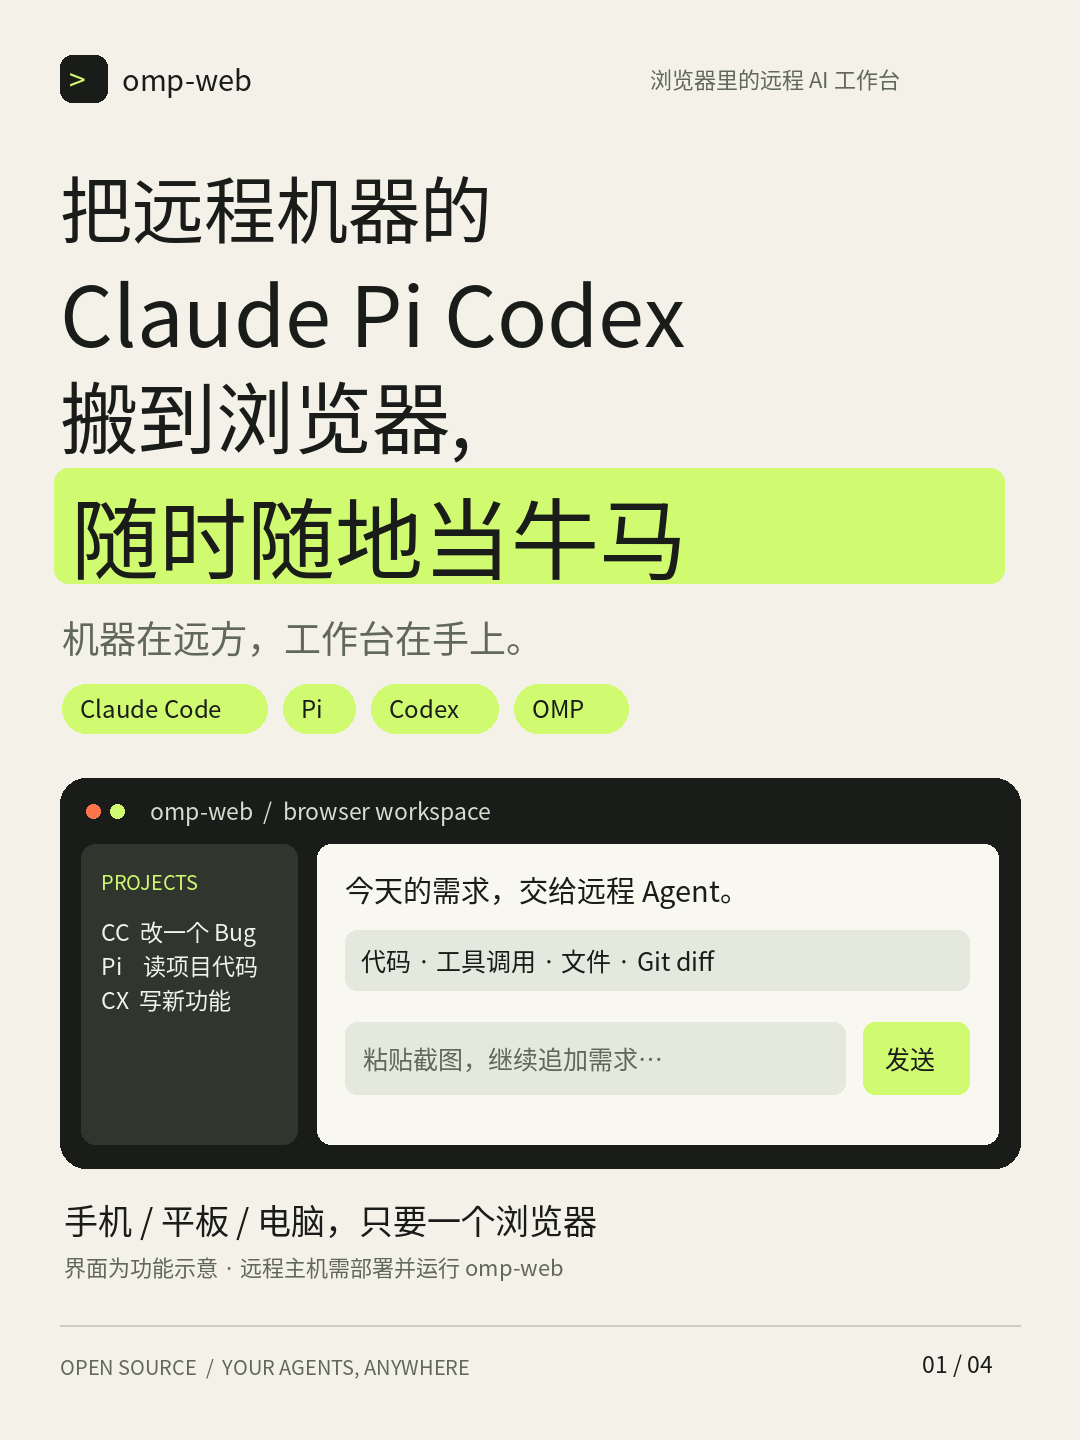 > omp-web
浏览器里的远程 AI 工作台
把远程机器的
Claude Pi Codex
搬到浏览器,
随时随地当牛马
机器在远方，工作台在手上。
Claude Code
Pi
Codex
OMP
omp-web / browser workspace
PROJECTS
CC 改一个 Bug
Pi 读项目代码
CX 写新功能
今天的需求，交给远程 Agent。
代码 · 工具调用 · 文件 · Git diff
粘贴截图，继续追加需求…
发送
手机 / 平板 / 电脑，只要一个浏览器
界面为功能示意 · 远程主机需部署并运行 omp-web
OPEN SOURCE / YOUR AGENTS, ANYWHERE
01 / 04